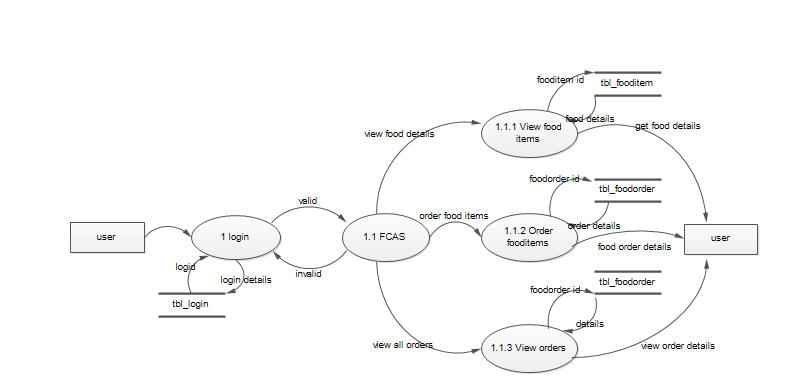 fooditem id
tbl_fooditem
food details
1.1.1 View food
items
get food details
view food details
foodorder id
tbl_foodorder
valid
order food items
order details
user
1 login
1.1 FCAS
1.1.2 Order
fooditems
food order details
user
logid
login details
invalid
tbl_login
foodorder id
tbl_foodorder
details
view all orders
1.1.3 View orders
view order details